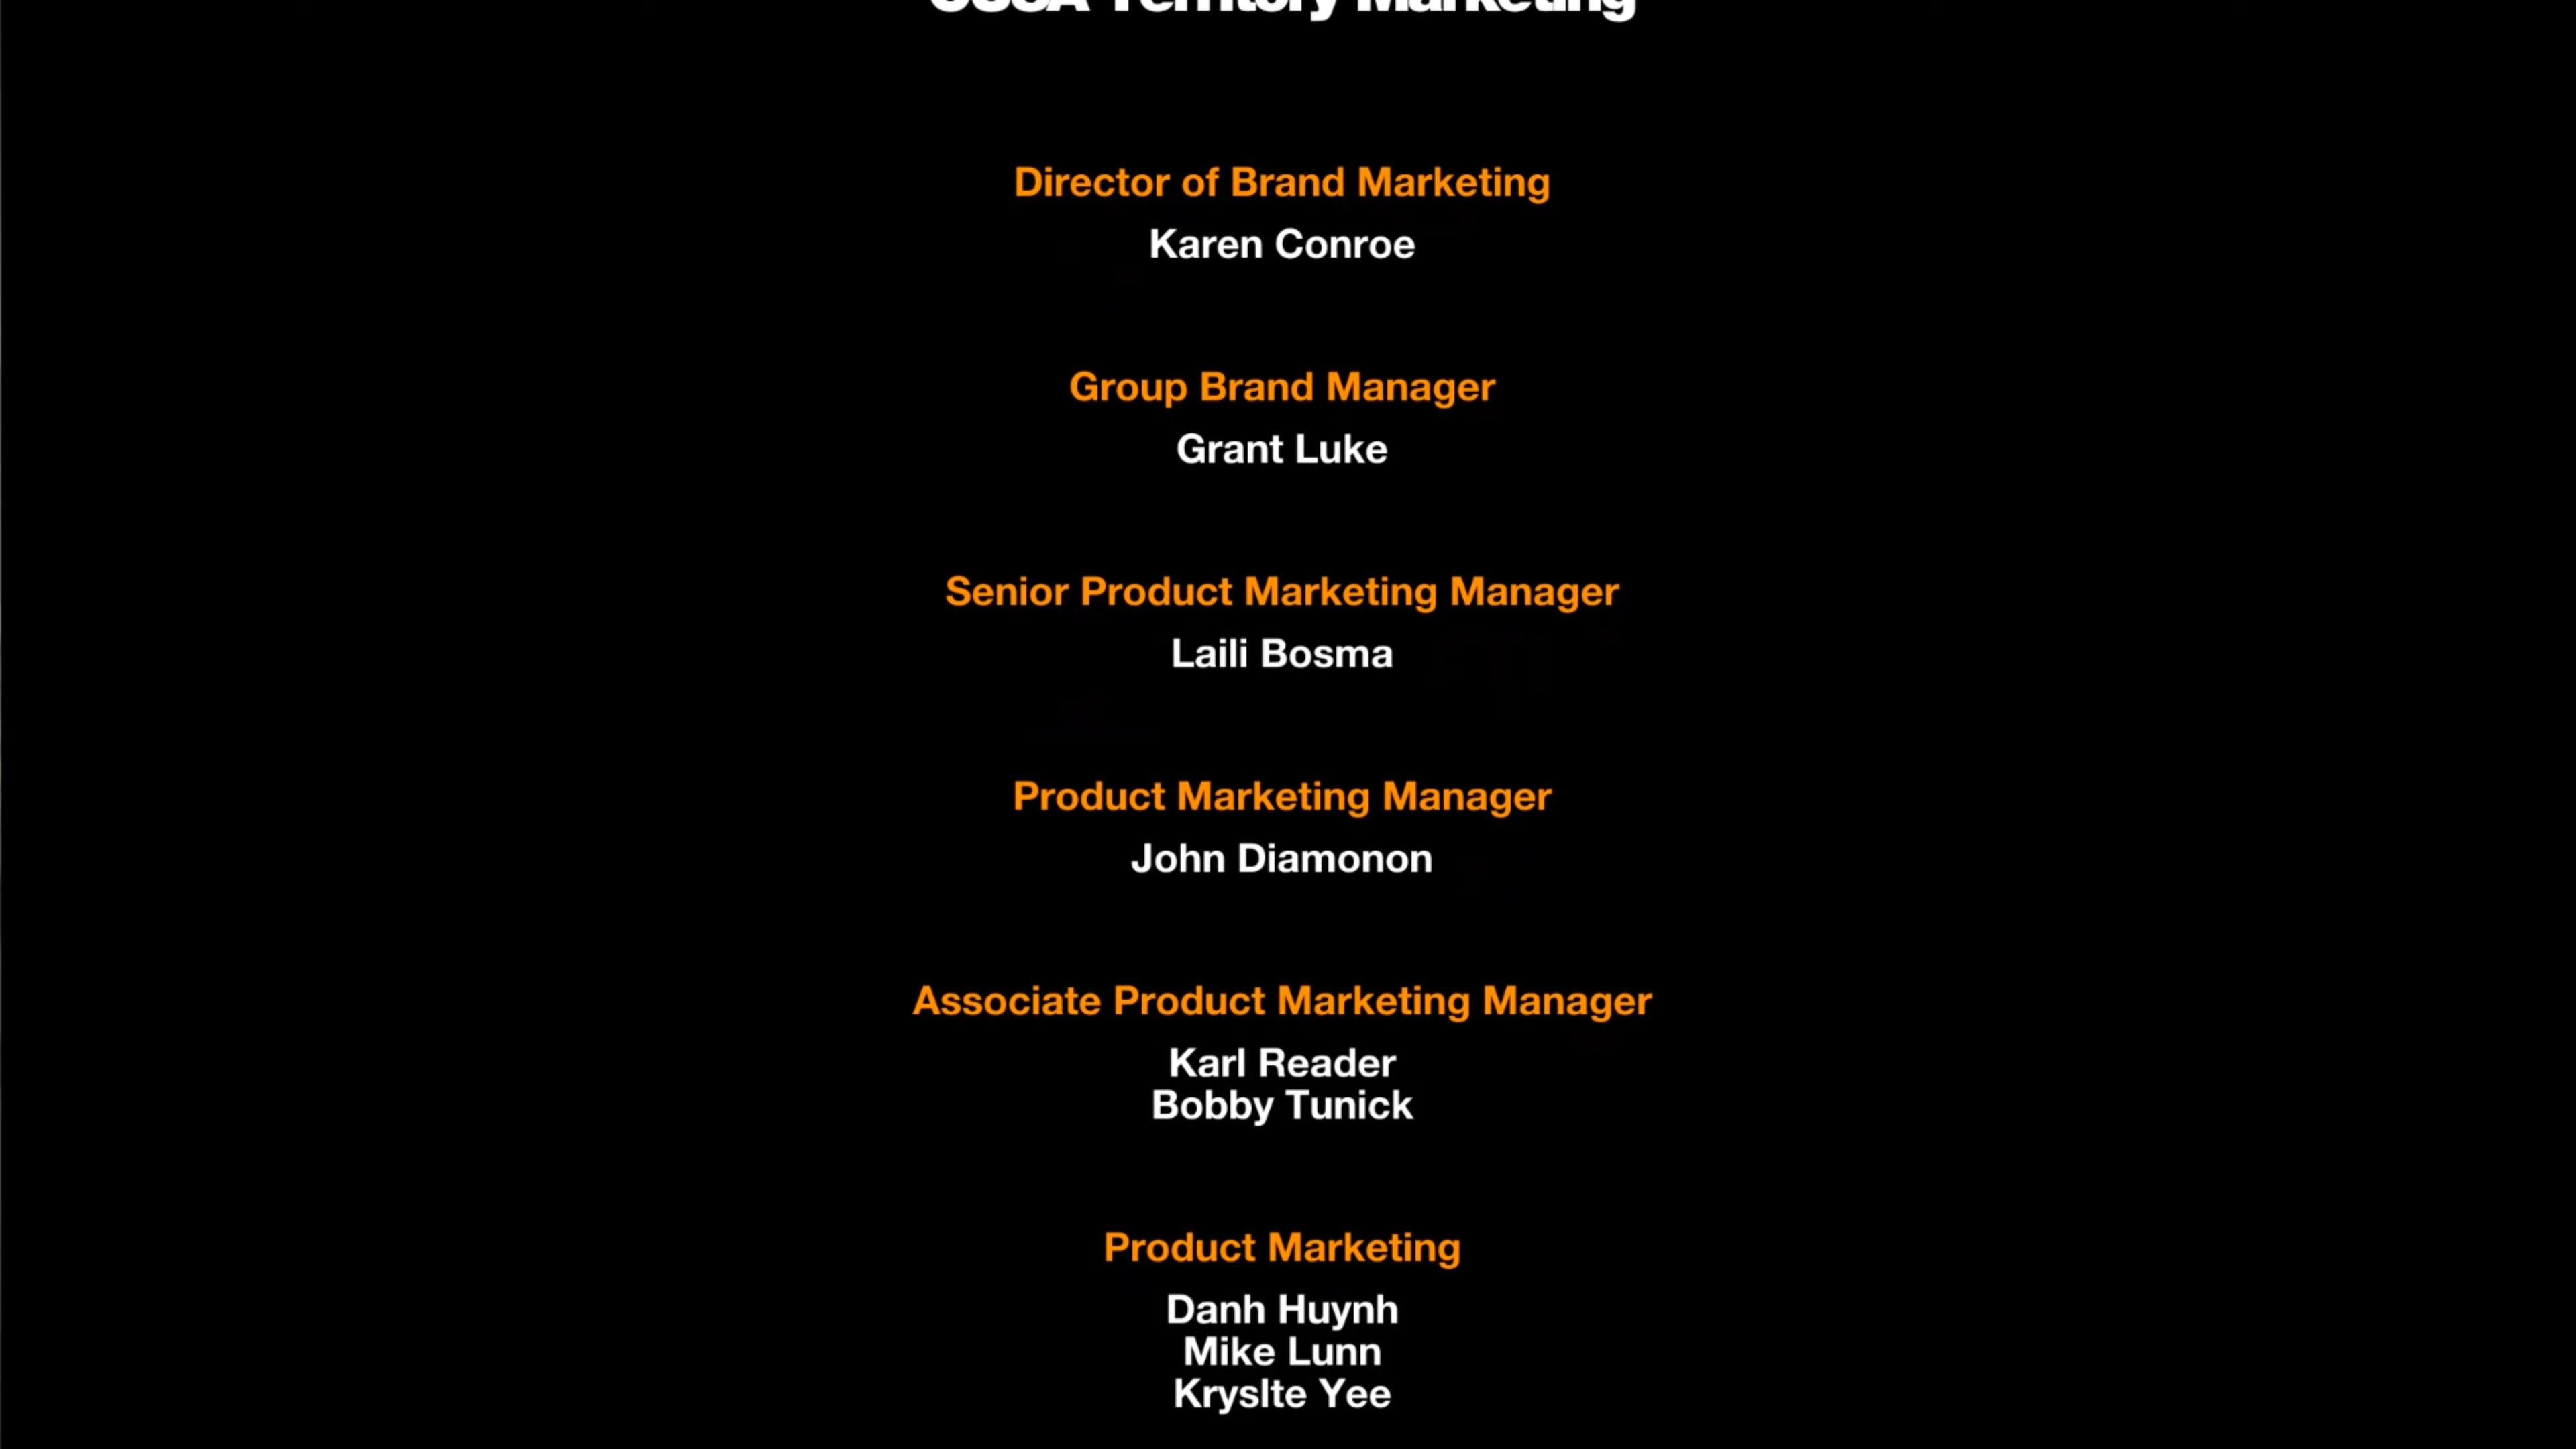 Territory Marketing
Director of Brand Marketing
Karen Conroe
Group Brand Manager
Grant Luke
Senior Product Marketing Manager
Laili Bosma
Product Marketing Manager
John Diamonon
Associate Product Marketing Manager
Karl Reader
Bobby Tunick
Product Marketing
Danh Huynh
Mike Lunn
Kryslte Yee